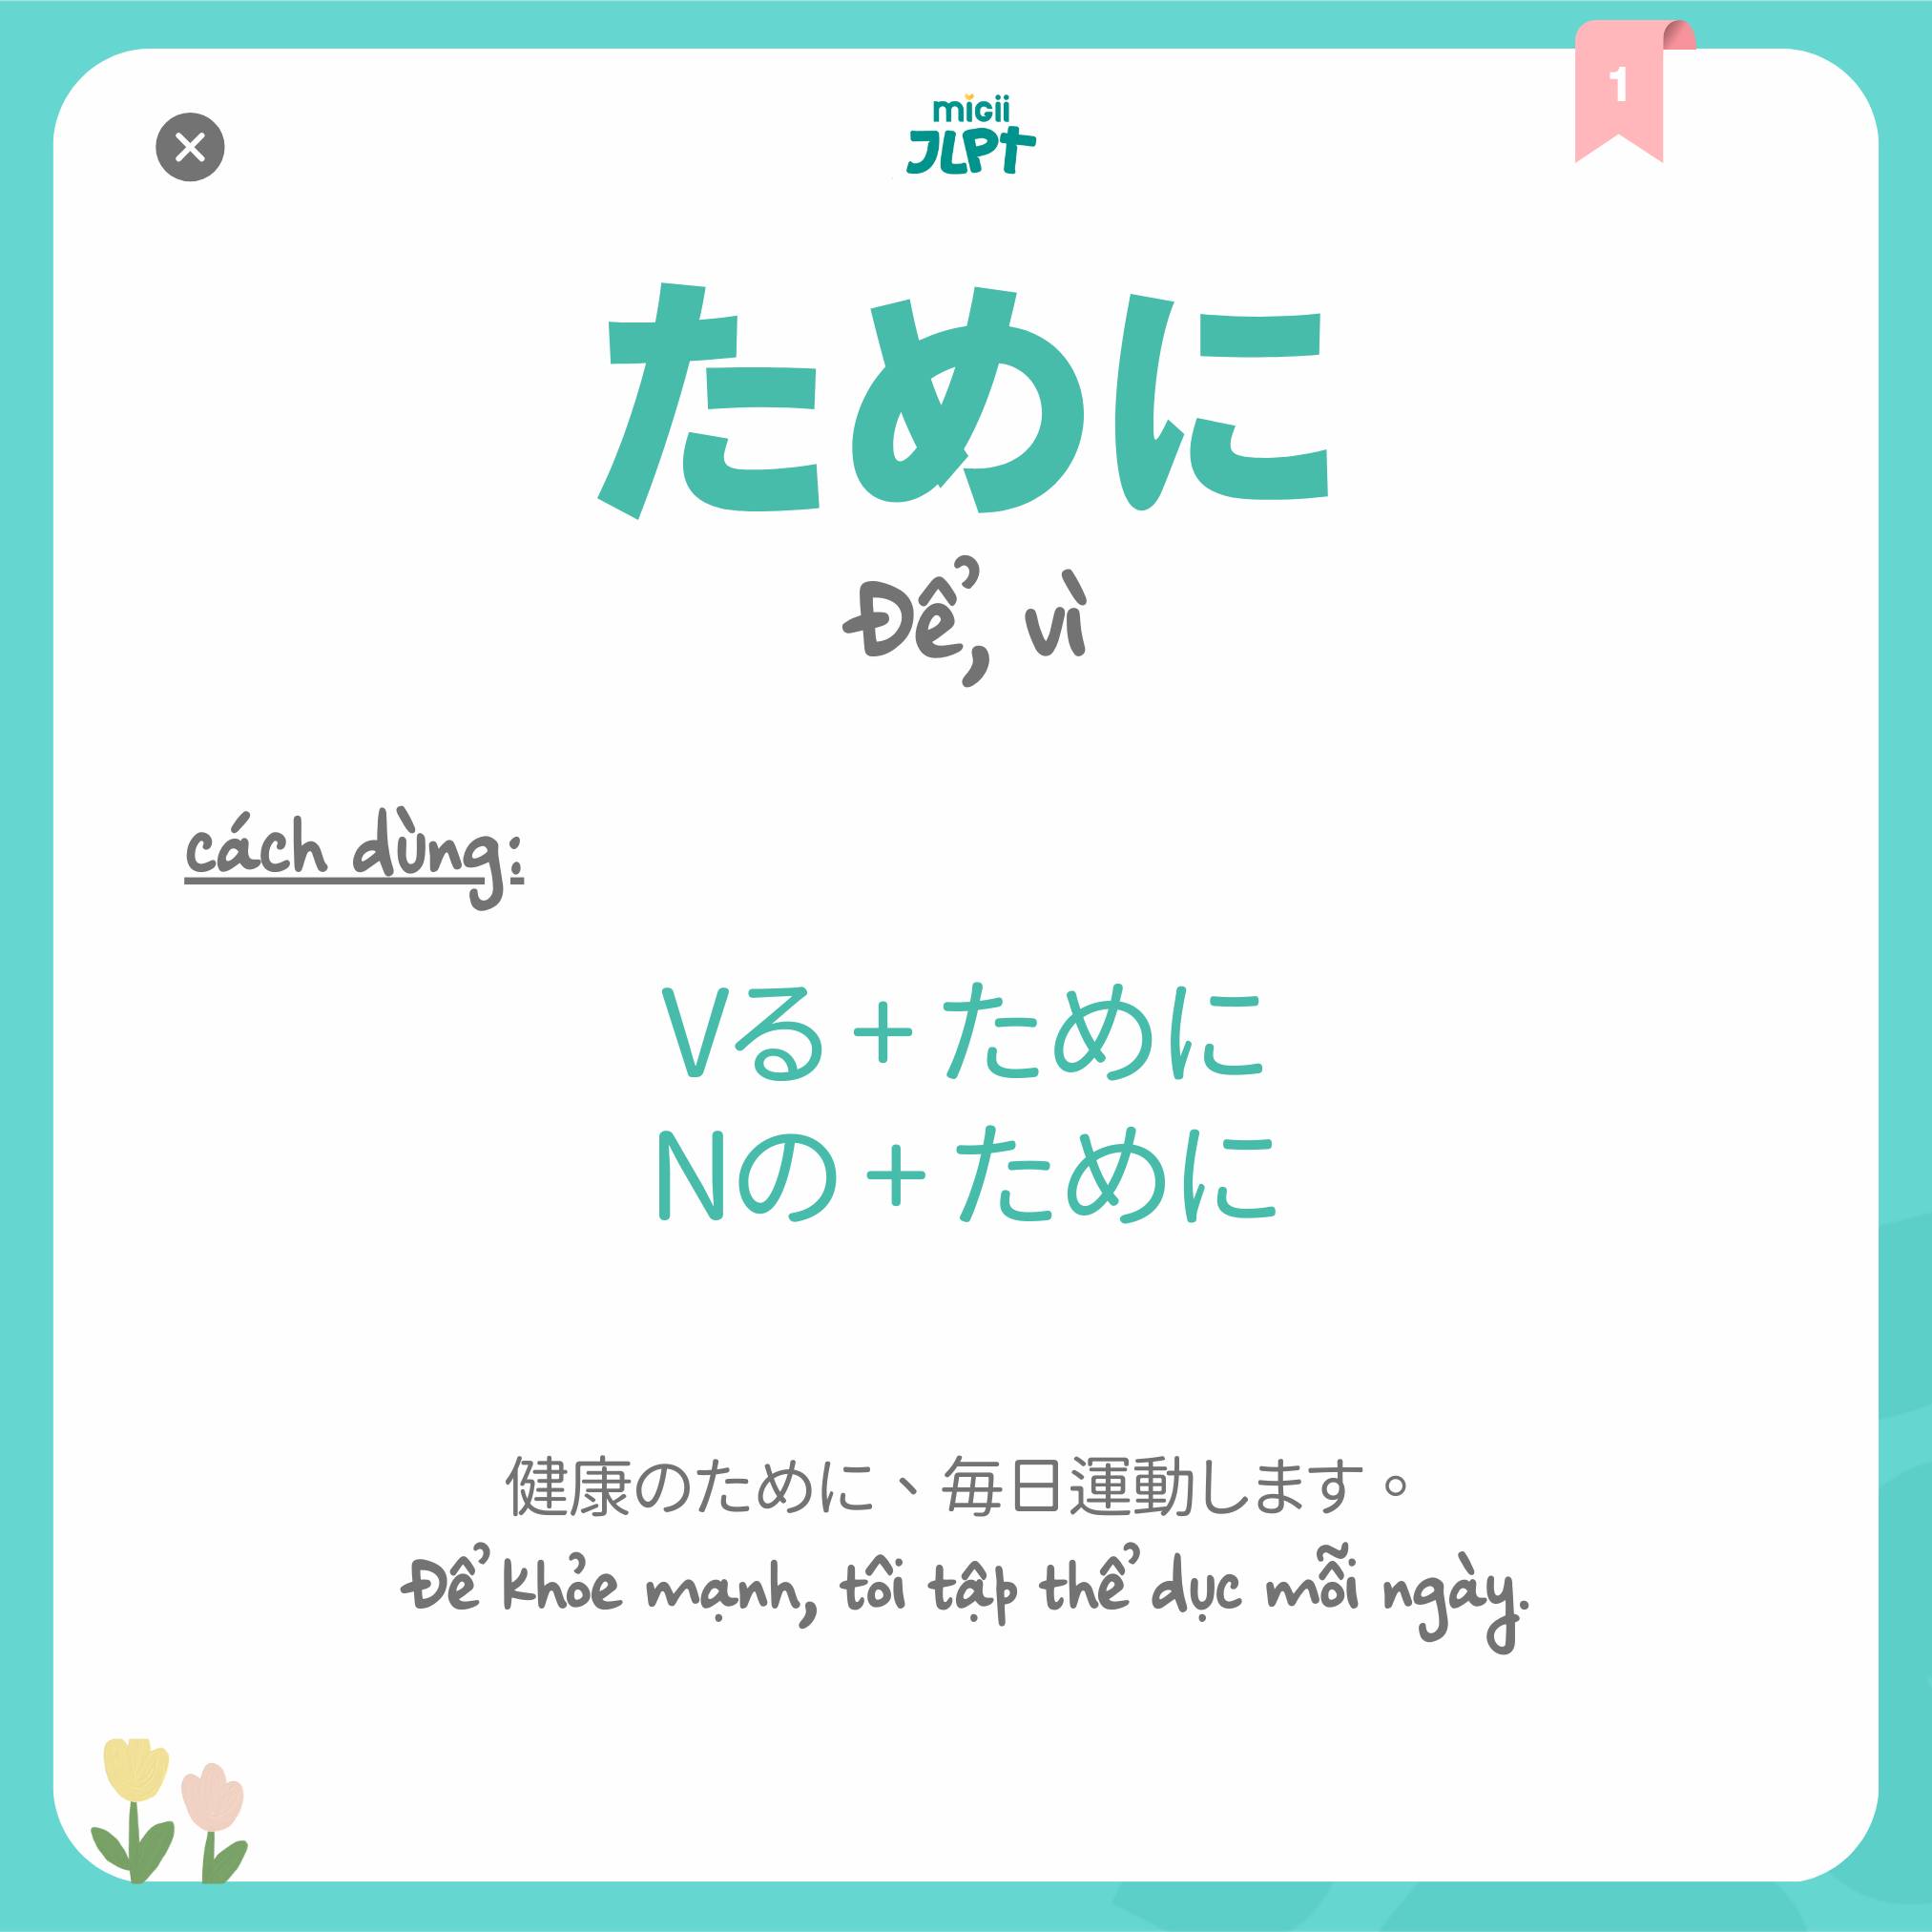 1
micii
JLPT
ために
Để, vì
cách dùng:
Vる + ために
Nの + ために
健康のために、毎日運動します。
Để khỏe mạnh, tôi tập thể dục mỗi ngày.